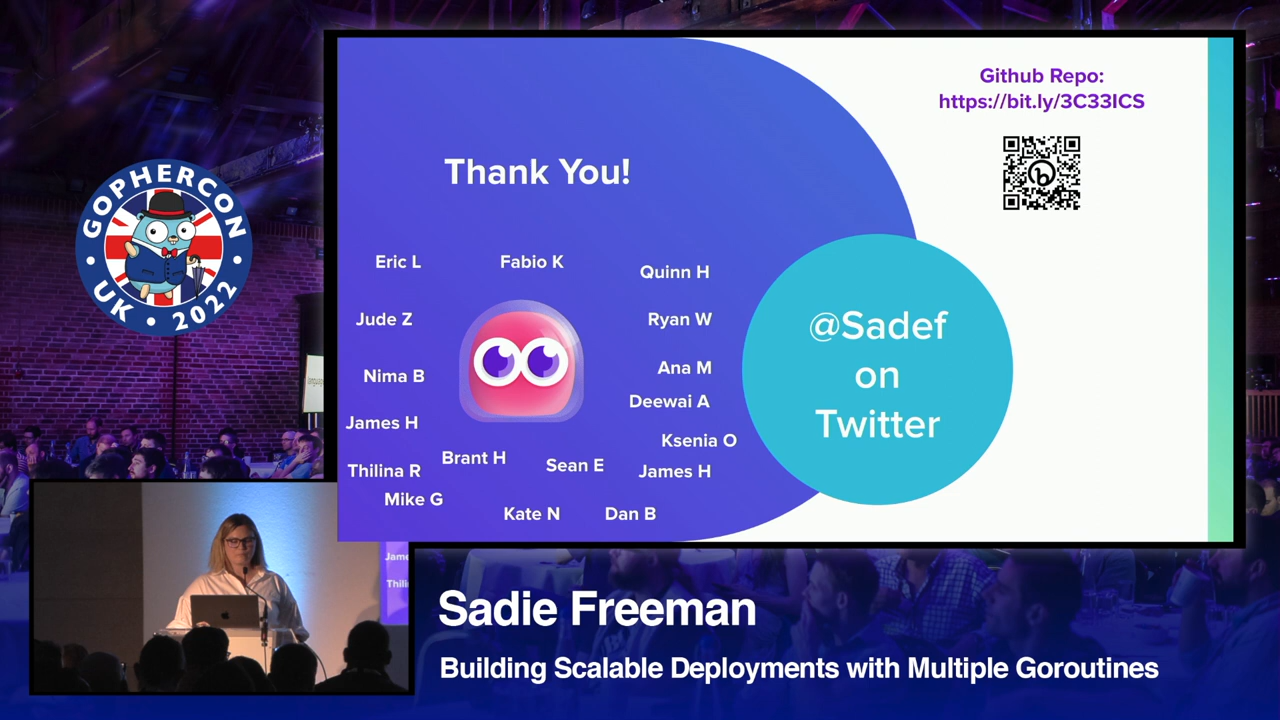 Github Repo:
https://bit.ly/3C33ICS
Thank You!
Eric L
Fabio K
Quinn H
Jude Z
Ryan W
Nima B
Ana M
Deewai A
James H
Ksenia O
Thilina R
Brant H
Sean E
James H
Mike G
Kate N
Dan B
@Sadef
on
Twitter
GOPHERCON
UK • 2022
Jame
Thili
Sadie Freeman
Building Scalable Deployments with Multiple Goroutines